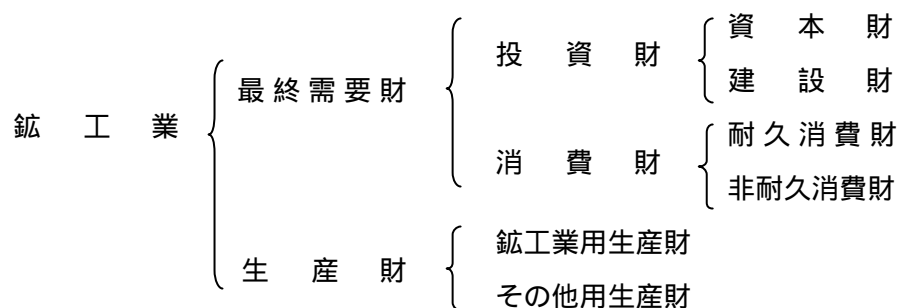 鉱工業
最終需要財
投資財
資本財
建設財
消費財
耐久消費財
非耐久消費財
生産財
鉱工業用生産財
その他用生産財